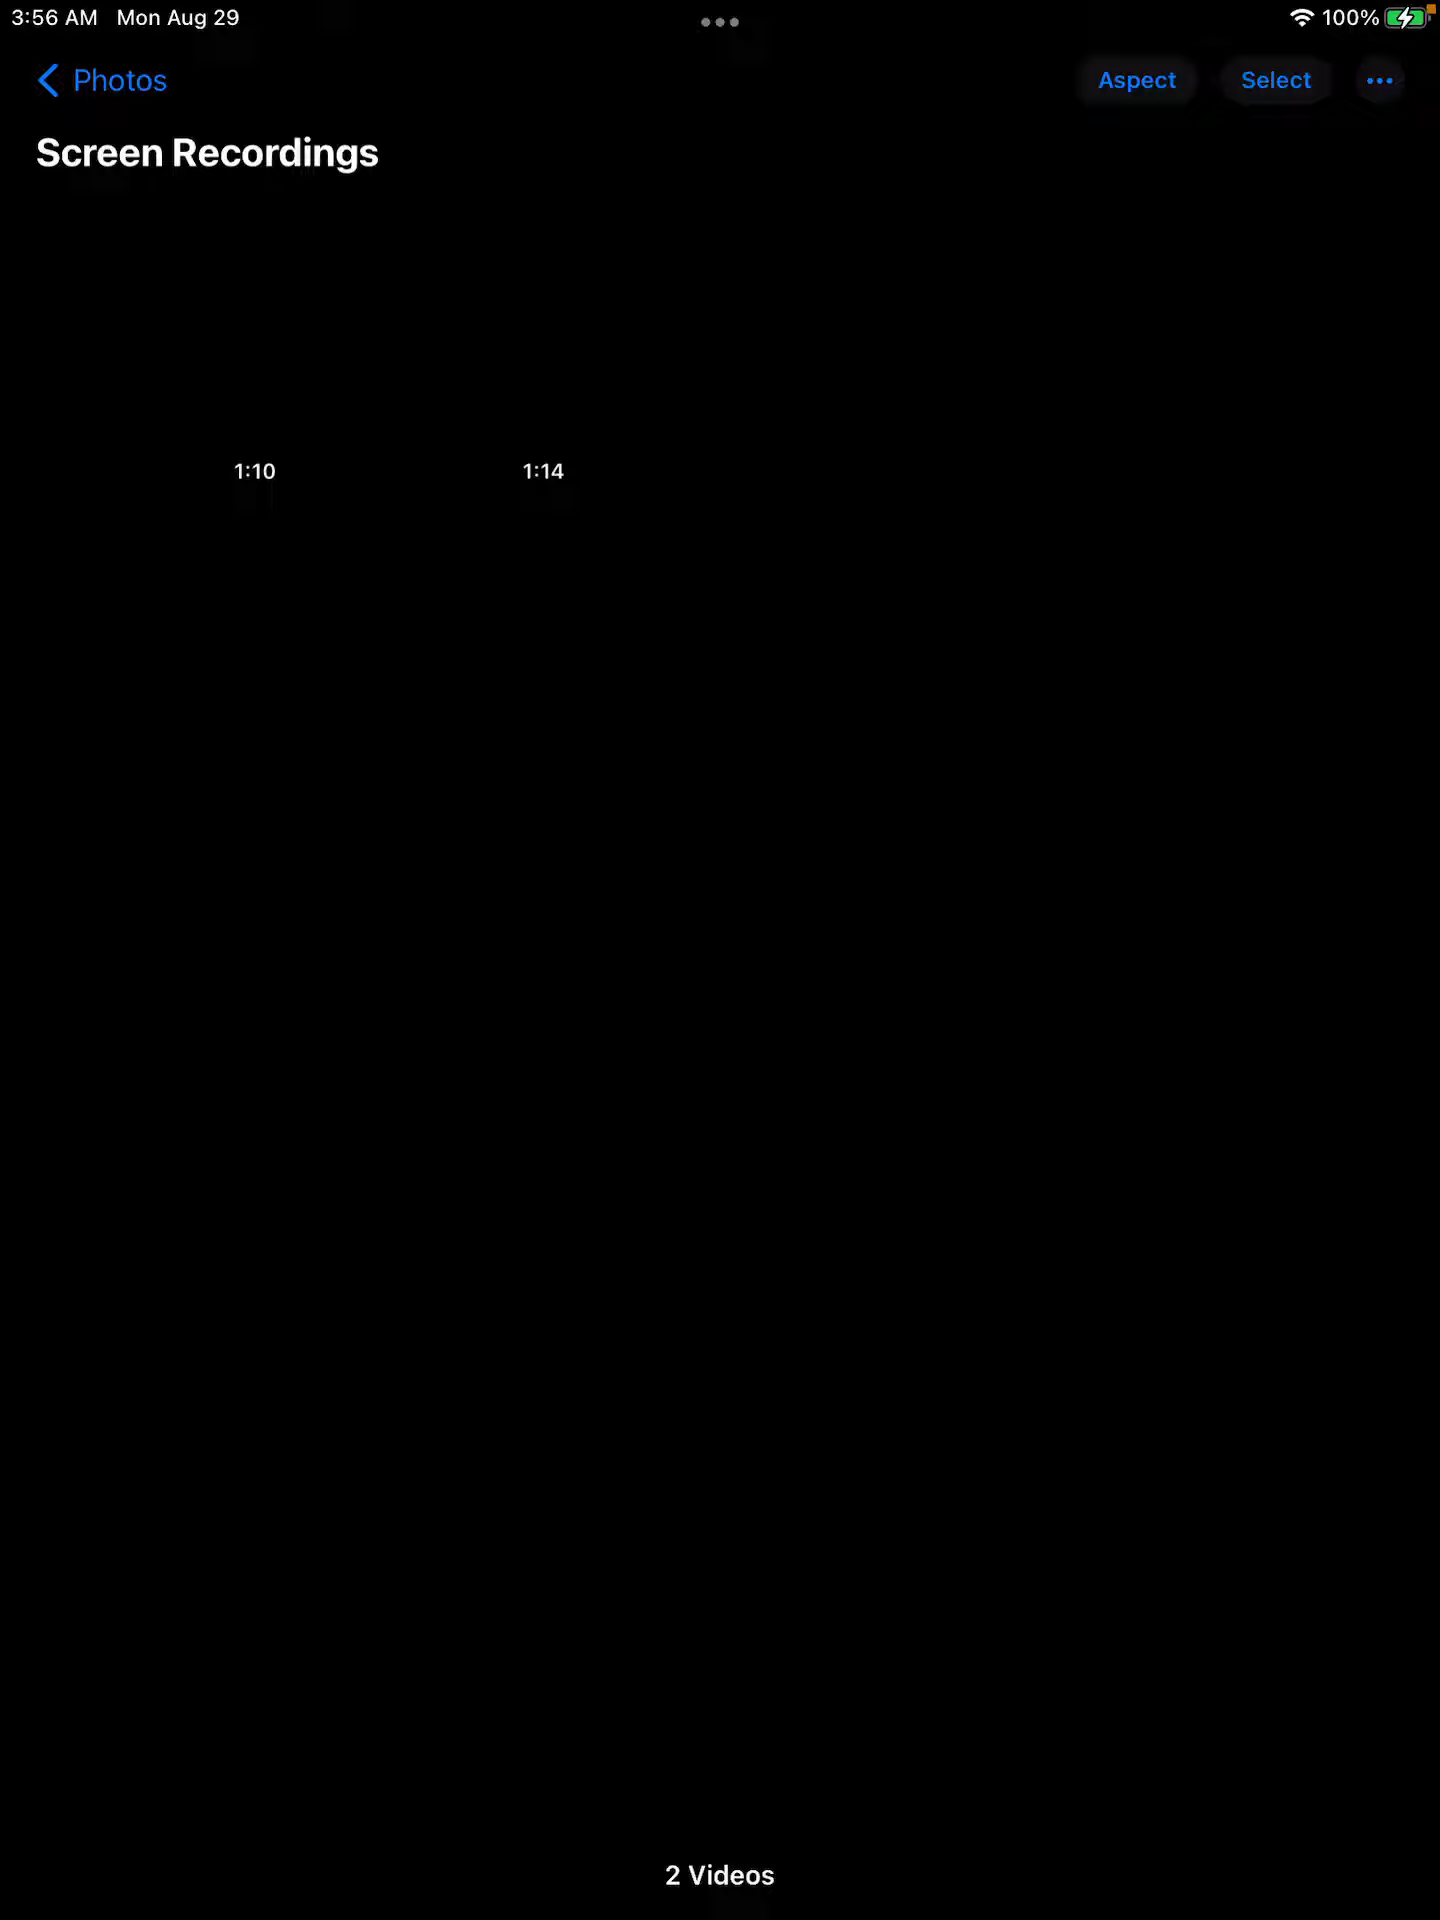 3:56 AM Mon Aug 29
100%
Photos
Aspect
Select
Screen Recordings
1:10
1:14
2 Videos